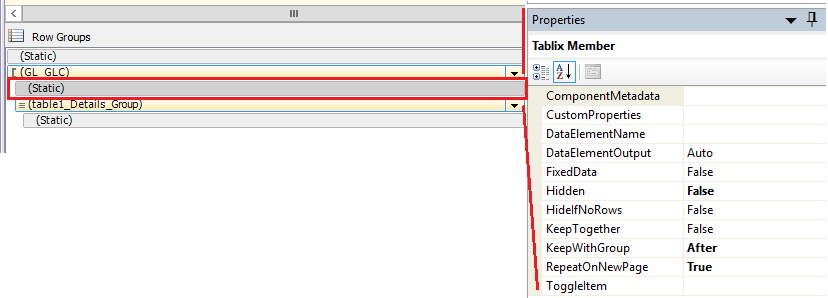 Row Groups
(Static)
(GL_GLC)
(Static)
(table1_Details_Group)
(Static)
Properties
Tablix Member
ComponentMetadata
CustomProperties
DataElementName
DataElementOutput Auto
FixedData False
Hidden False
HideIfNoRows False
KeepTogether False
KeepWithGroup After
RepeatOnNewPage True
ToggleItem